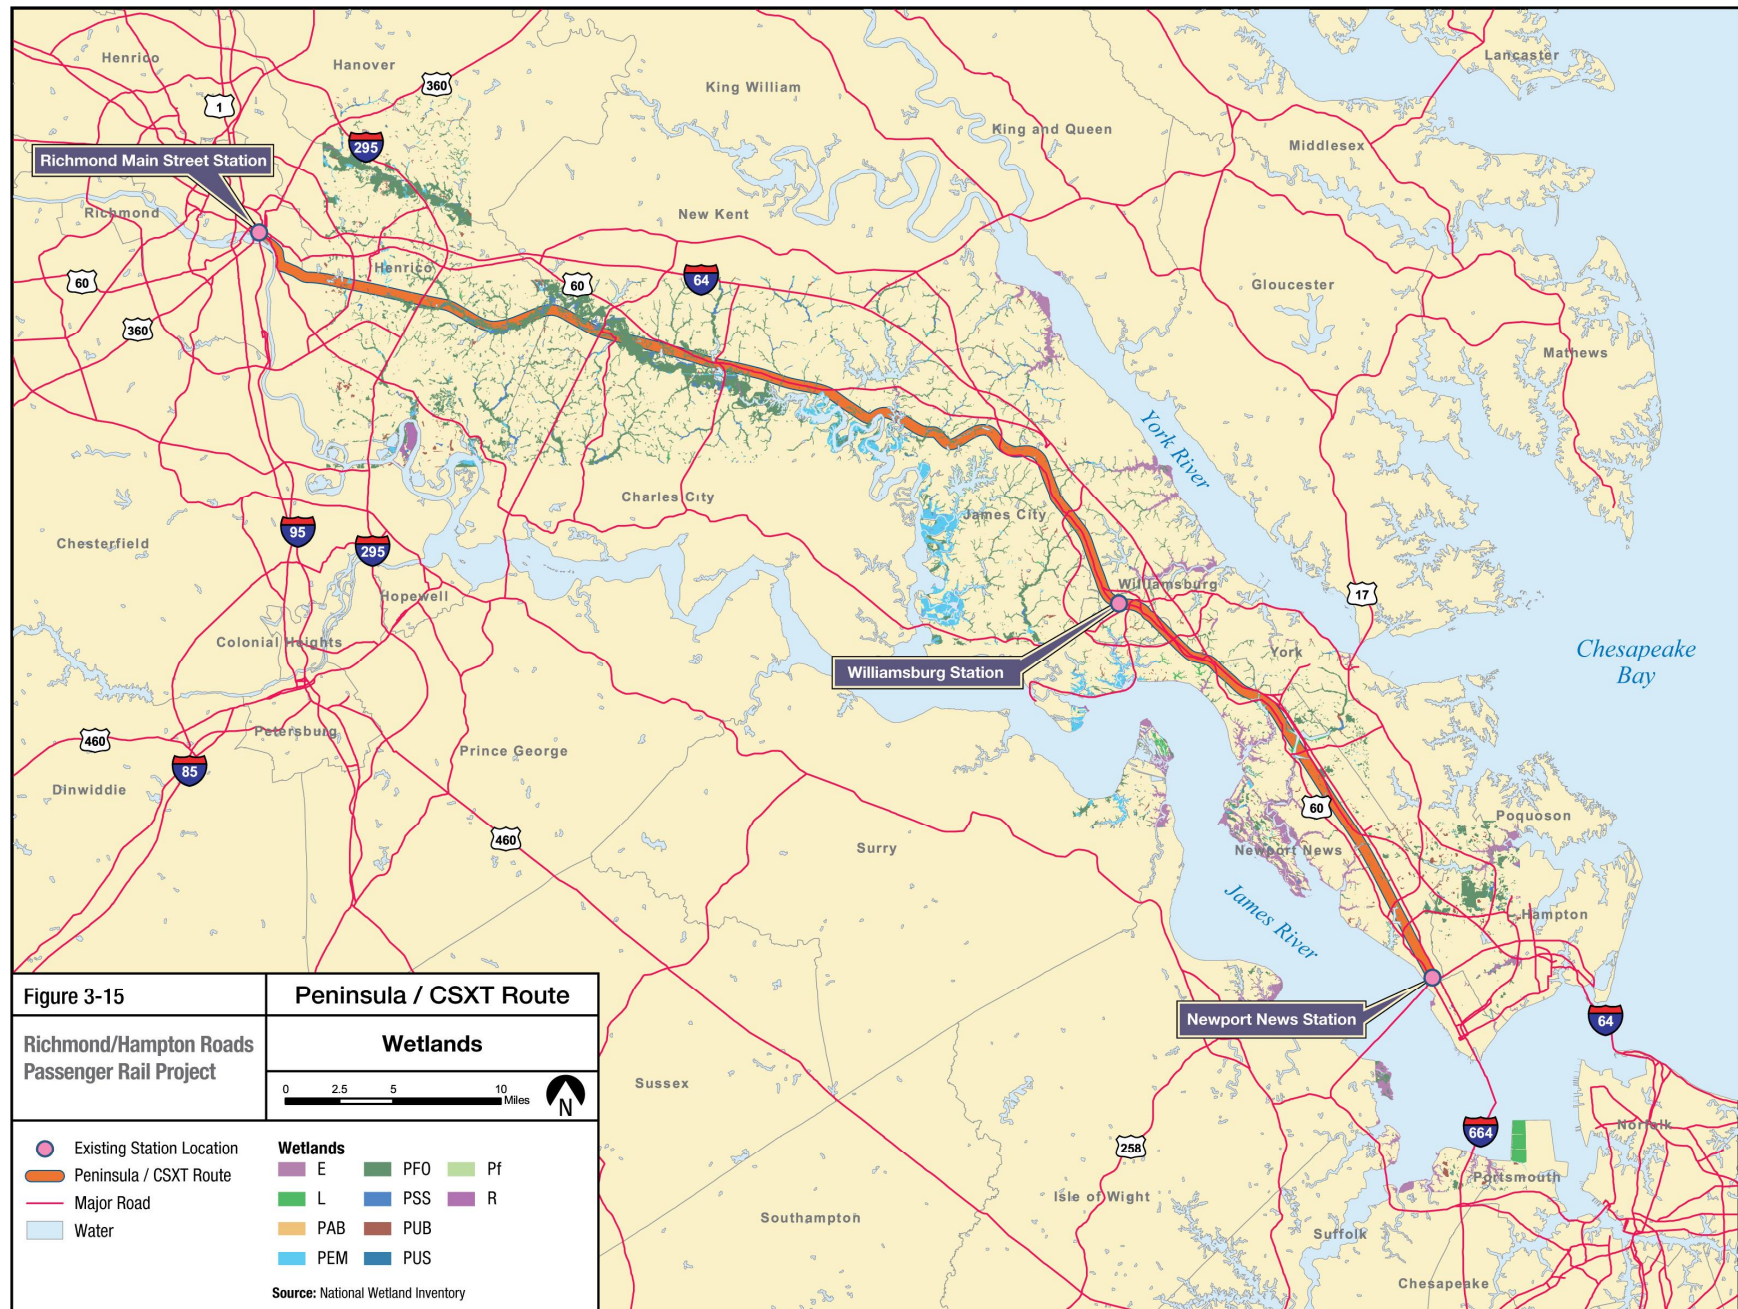 Henrico
Hanover
360
King William
Lancaster
1
King and Queen
Middlesex
295
Richmond Main Street Station
Richmond
New Kent
Henrico
60
60
64
Gloucester
360
Mathews
York River
Charles City
James City
95
295
Chesterfield
Williamsburg
17
Hopewell
Colonial Heights
York
Chesapeake
Bay
Williamsburg Station
Petersburg
460
Prince George
85
Dinwiddie
60
Poquoson
460
Surry
Newport News
Hampton
James River
Newport News Station
64
Sussex
664
Norfolk
258
Portsmouth
Isle of Wight
Southampton
Suffolk
Chesapeake
Figure 3-15
Peninsula / CSXT Route
Richmond/Hampton Roads
Passenger Rail Project
Wetlands
0 2.5 5 10
Miles
N
Existing Station Location
Peninsula / CSXT Route
Major Road
Water
Wetlands
E PFO Pf
L PSS R
PAB PUB
PEM PUS
Source: National Wetland Inventory